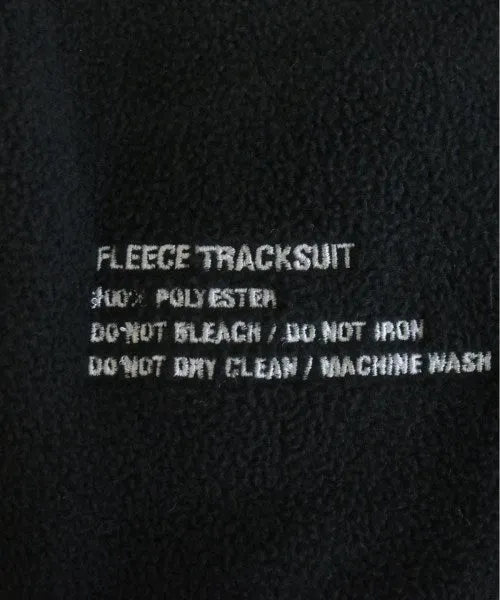 FLEECE TRACKSUIT
100% POLYESTER
DO NOT BLEACH / DO NOT IRON
DO NOT DRY CLEAN / MACHINE WASH